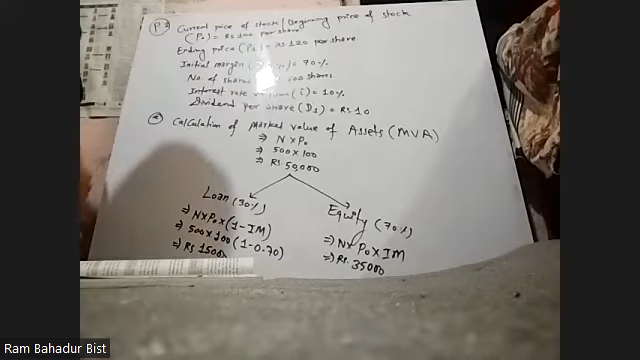 Current price of stock/Beginning price of stock
(P₀) = RS 100 per share
Ending price (P₁) = RS 120 per share.
Initial margin = 70%
No. of shares 500 shares.
Interest rate (i) = 10%
Dividend per share (D₁) = RS. 10
Calculation of Market value of Assets (MVA)
⇒ N×P₀
⇒ 500×100
⇒ RS. 50,000
Loan (30%)
⇒ N×P₀×(1-IM)
⇒ 500×100(1-0.70)
⇒ RS 15000
Equity (70%)
⇒ N×P₀×IM
⇒ RS. 35000
Ram Bahadur Bist